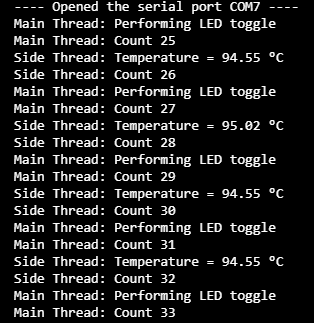 ---- Opened the serial port COM7 ----
Main Thread: Performing LED toggle
Main Thread: Count 25
Side Thread: Temperature = 94.55 ºC
Side Thread: Count 26
Main Thread: Performing LED toggle
Main Thread: Count 27
Side Thread: Temperature = 95.02 ºC
Side Thread: Count 28
Main Thread: Performing LED toggle
Main Thread: Count 29
Side Thread: Temperature = 94.55 ºC
Side Thread: Count 30
Main Thread: Performing LED toggle
Main Thread: Count 31
Side Thread: Temperature = 94.55 ºC
Side Thread: Count 32
Main Thread: Performing LED toggle
Main Thread: Count 33